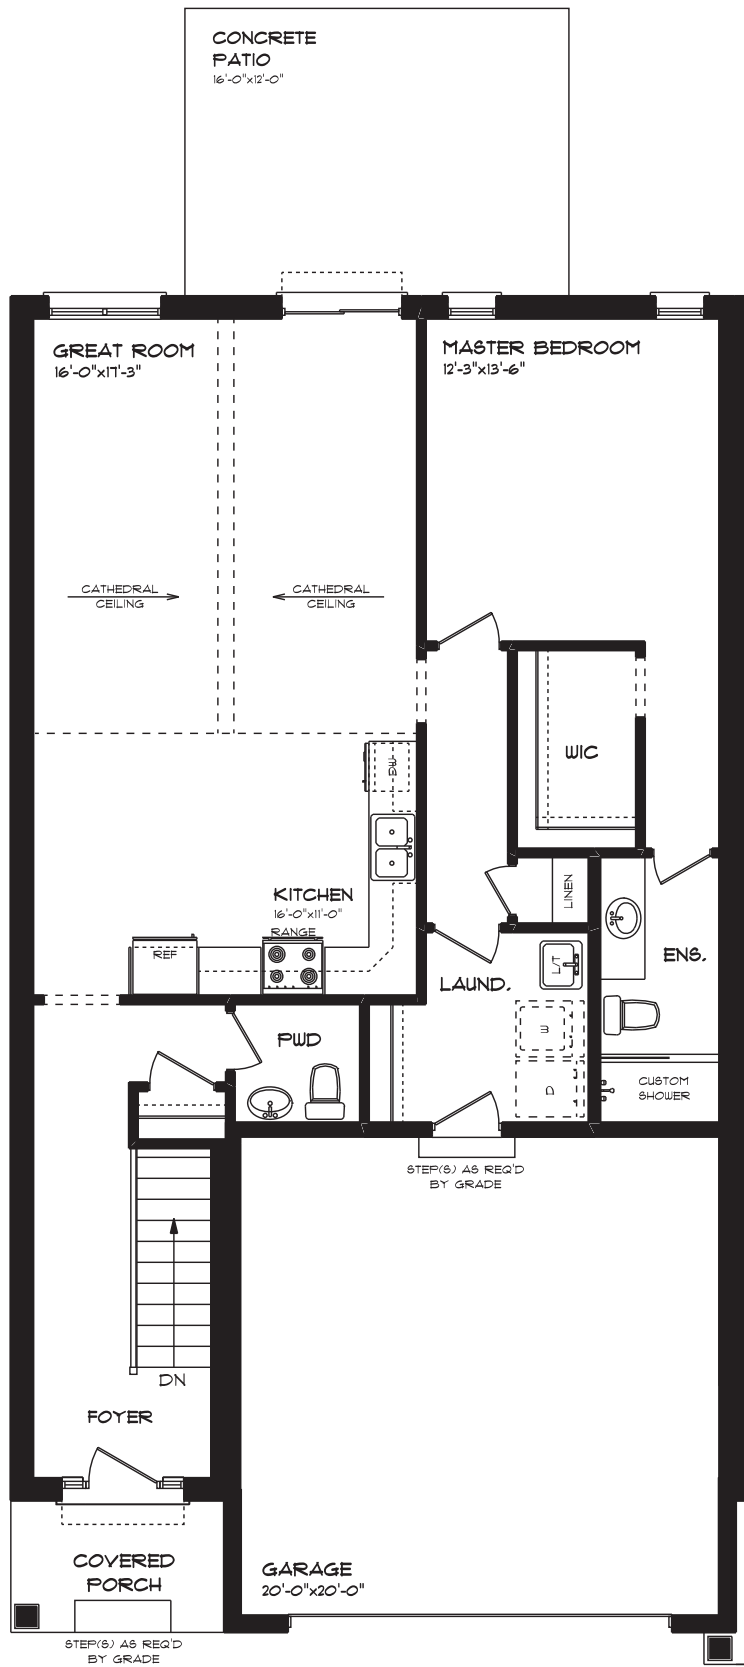 CONCRETE
PATIO
16'-0"x12'-0"
GREAT ROOM
16'-0"x17'-3"
MASTER BEDROOM
12'-3"x13'-6"
CATHEDRAL
CEILING
CATHEDRAL
CEILING
WIC
DW
KITCHEN
16'-0"x11'-0"
RANGE
REF
LINEN
ENS.
L/T
LAUND.
W
D
PWD
CUSTOM
SHOWER
STEP(S) AS REQ'D
BY GRADE
DN
FOYER
COVERED
PORCH
GARAGE
20'-0"x20'-0"
STEP(S) AS REQ'D
BY GRADE